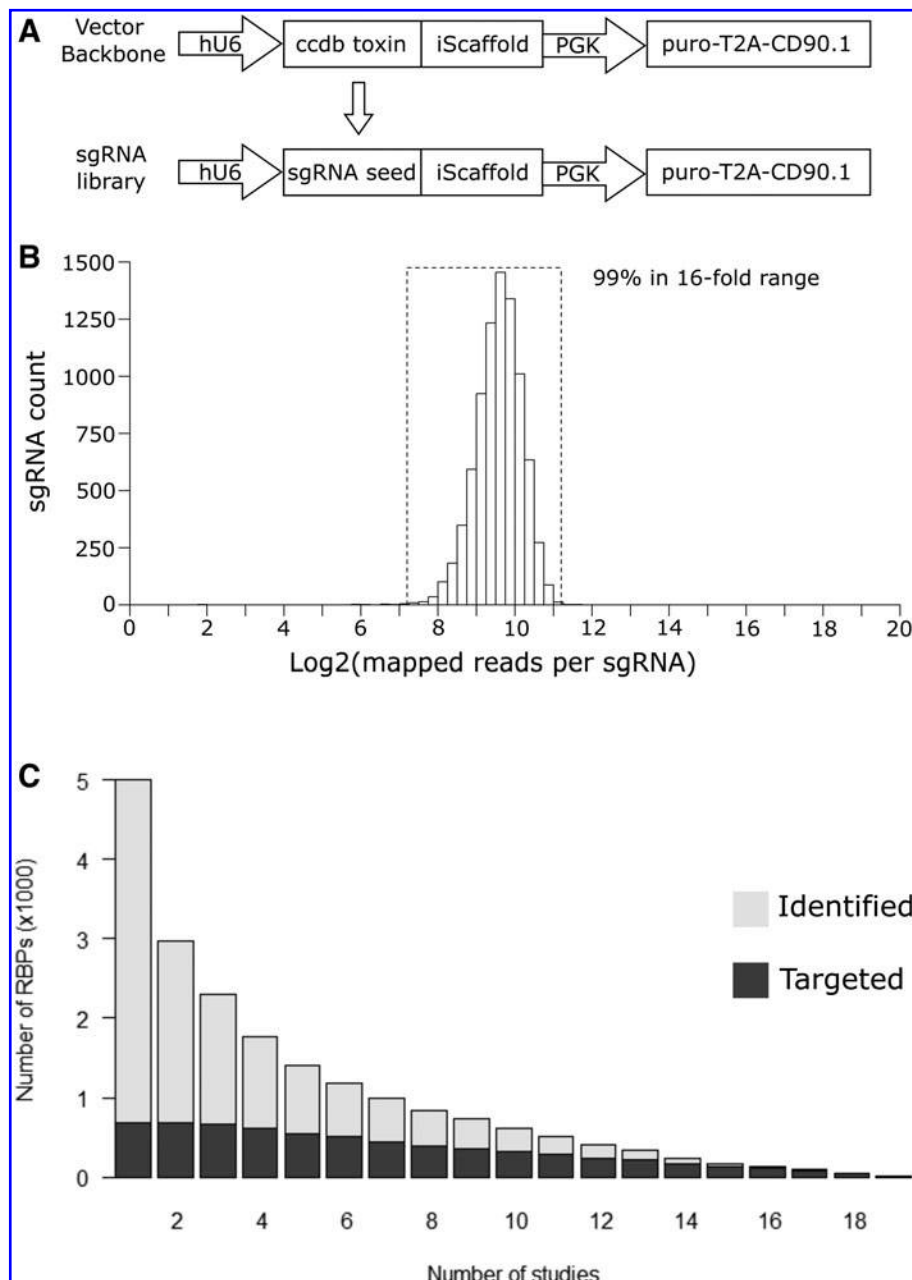 A
Vector
Backbone
hU6
ccdb toxin
iScaffold
PGK
puro-T2A-CD90.1
sgRNA
library
hU6
sgRNA seed
iScaffold
PGK
puro-T2A-CD90.1
B
1500
1250
1000
750
500
250
0
sgRNA count
99% in 16-fold range
0 2 4 6 8 10 12 14 16 18 20
Log2(mapped reads per sgRNA)
C
5
4
3
2
1
0
Number of RBPs (x1000)
Identified
Targeted
2 4 6 8 10 12 14 16 18
Number of studies